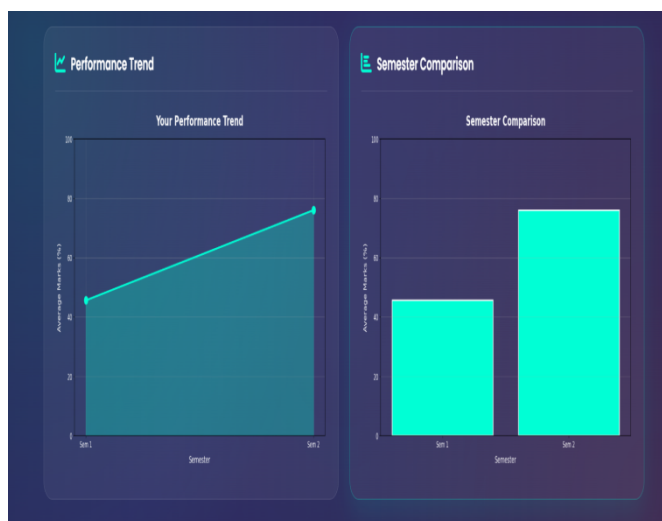 Performance Trend
Your Performance Trend
100
80
60
40
20
0
Average Marks (%)
Sem 1
Sem 2
Semester
Semester Comparison
Semester Comparison
100
80
60
40
20
0
Average Marks (%)
Sem 1
Sem 2
Semester